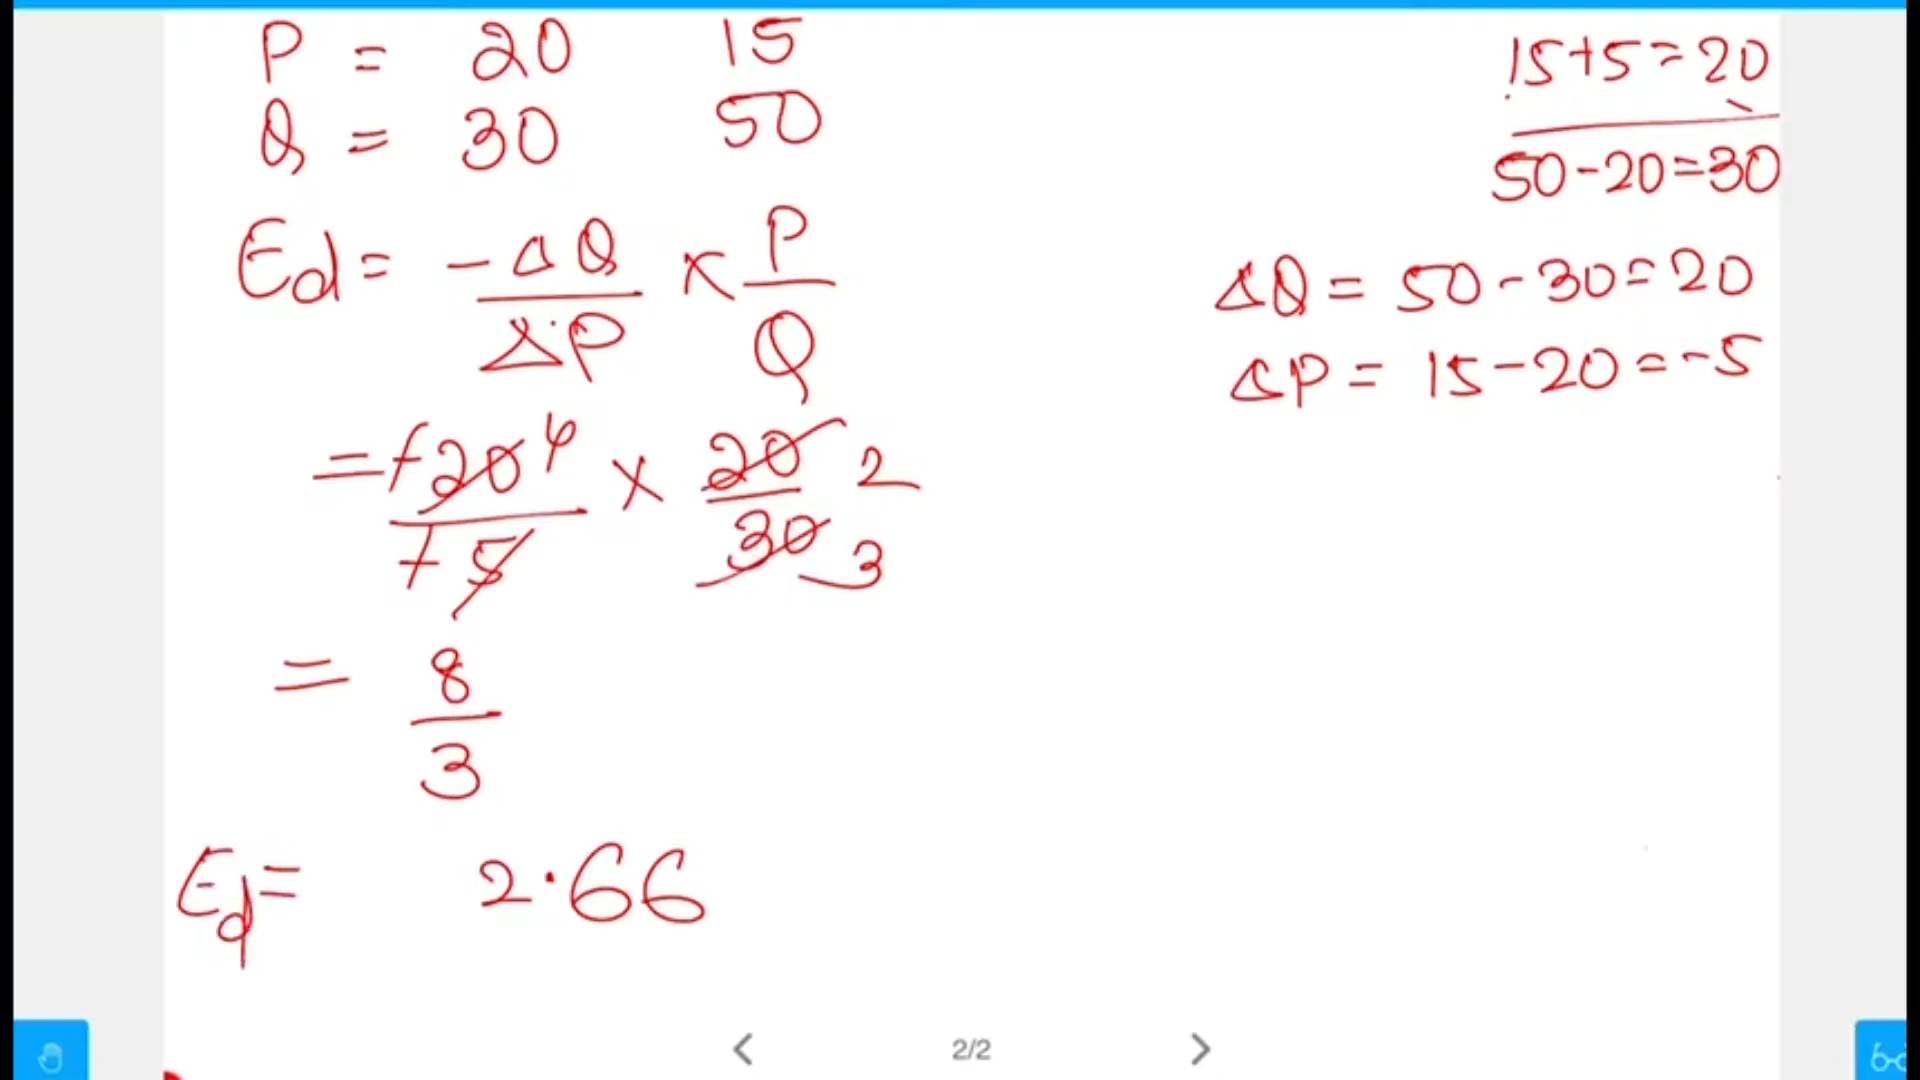 P = 20 15
Q = 30 50
Ed = -ΔQ/ΔP × P/Q
= +20 4/+5 × 20 2/30 3
= 8/3
Ed = 2.66
15+5=20
50-20=30
ΔQ = 50-30=20
ΔP = 15-20=-5
2/2